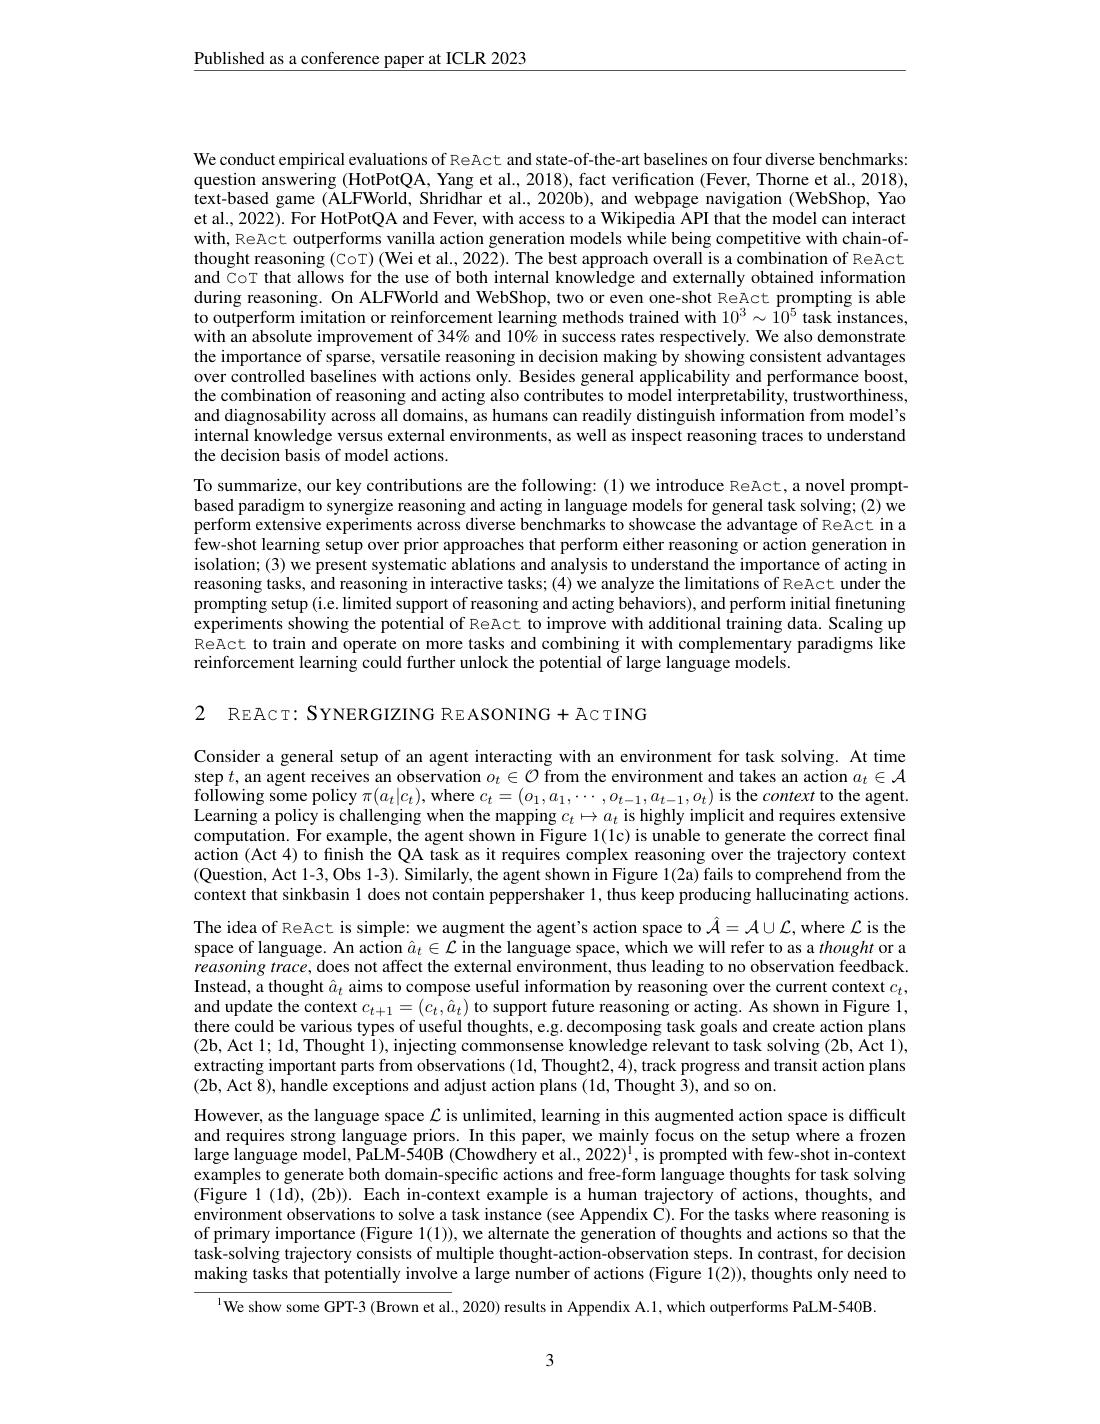 Published as a conference paper at ICLR 2023
We conduct empirical evaluations of ReAct and state-of-the-art baselines on four diverse benchmarks:
question answering (HotPotQA, Yang et al., 2018), fact verification (Fever, Thorne et al., 2018),
text-based game (ALFWorld, Shridhar et al., 2020b), and webpage navigation (WebShop, Yao
et al., 2022). For HotPotQA and Fever, with access to a Wikipedia API that the model can interact
with, ReAct outperforms vanilla action generation models while being competitive with chain-of-
thought reasoning (CoT) (Wei et al., 2022). The best approach overall is a combination of ReAct
and CoT that allows for the use of both internal knowledge and externally obtained information
during reasoning. On ALFWorld and WebShop, two or even one-shot ReAct prompting is able
to outperform imitation or reinforcement learning methods trained with 10³ ∼ 10⁵ task instances,
with an absolute improvement of 34% and 10% in success rates respectively. We also demonstrate
the importance of sparse, versatile reasoning in decision making by showing consistent advantages
over controlled baselines with actions only. Besides general applicability and performance boost,
the combination of reasoning and acting also contributes to model interpretability, trustworthiness,
and diagnosability across all domains, as humans can readily distinguish information from model's
internal knowledge versus external environments, as well as inspect reasoning traces to understand
the decision basis of model actions.
To summarize, our key contributions are the following: (1) we introduce ReAct, a novel prompt-
based paradigm to synergize reasoning and acting in language models for general task solving; (2) we
perform extensive experiments across diverse benchmarks to showcase the advantage of ReAct in a
few-shot learning setup over prior approaches that perform either reasoning or action generation in
isolation; (3) we present systematic ablations and analysis to understand the importance of acting in
reasoning tasks, and reasoning in interactive tasks; (4) we analyze the limitations of ReAct under the
prompting setup (i.e. limited support of reasoning and acting behaviors), and perform initial finetuning
experiments showing the potential of ReAct to improve with additional training data. Scaling up
ReAct to train and operate on more tasks and combining it with complementary paradigms like
reinforcement learning could further unlock the potential of large language models.
2 REACT: SYNERGIZING REASONING + ACTING
Consider a general setup of an agent interacting with an environment for task solving. At time
step t, an agent receives an observation oₜ ∈ 𝒪 from the environment and takes an action aₜ ∈ 𝒜
following some policy π(aₜ|cₜ), where cₜ = (o₁, a₁, ⋯ , oₜ₋₁, aₜ₋₁, oₜ) is the context to the agent.
Learning a policy is challenging when the mapping cₜ ↦ aₜ is highly implicit and requires extensive
computation. For example, the agent shown in Figure 1(1c) is unable to generate the correct final
action (Act 4) to finish the QA task as it requires complex reasoning over the trajectory context
(Question, Act 1-3, Obs 1-3). Similarly, the agent shown in Figure 1(2a) fails to comprehend from the
context that sinkbasin 1 does not contain peppershaker 1, thus keep producing hallucinating actions.
The idea of ReAct is simple: we augment the agent's action space to 𝒜̂ = 𝒜 ∪ ℒ, where ℒ is the
space of language. An action âₜ ∈ ℒ in the language space, which we will refer to as a thought or a
reasoning trace, does not affect the external environment, thus leading to no observation feedback.
Instead, a thought âₜ aims to compose useful information by reasoning over the current context cₜ,
and update the context cₜ₊₁ = (cₜ, âₜ) to support future reasoning or acting. As shown in Figure 1,
there could be various types of useful thoughts, e.g. decomposing task goals and create action plans
(2b, Act 1; 1d, Thought 1), injecting commonsense knowledge relevant to task solving (2b, Act 1),
extracting important parts from observations (1d, Thought2, 4), track progress and transit action plans
(2b, Act 8), handle exceptions and adjust action plans (1d, Thought 3), and so on.
However, as the language space ℒ is unlimited, learning in this augmented action space is difficult
and requires strong language priors. In this paper, we mainly focus on the setup where a frozen
large language model, PaLM-540B (Chowdhery et al., 2022)¹, is prompted with few-shot in-context
examples to generate both domain-specific actions and free-form language thoughts for task solving
(Figure 1 (1d), (2b)). Each in-context example is a human trajectory of actions, thoughts, and
environment observations to solve a task instance (see Appendix C). For the tasks where reasoning is
of primary importance (Figure 1(1)), we alternate the generation of thoughts and actions so that the
task-solving trajectory consists of multiple thought-action-observation steps. In contrast, for decision
making tasks that potentially involve a large number of actions (Figure 1(2)), thoughts only need to
¹We show some GPT-3 (Brown et al., 2020) results in Appendix A.1, which outperforms PaLM-540B.
3